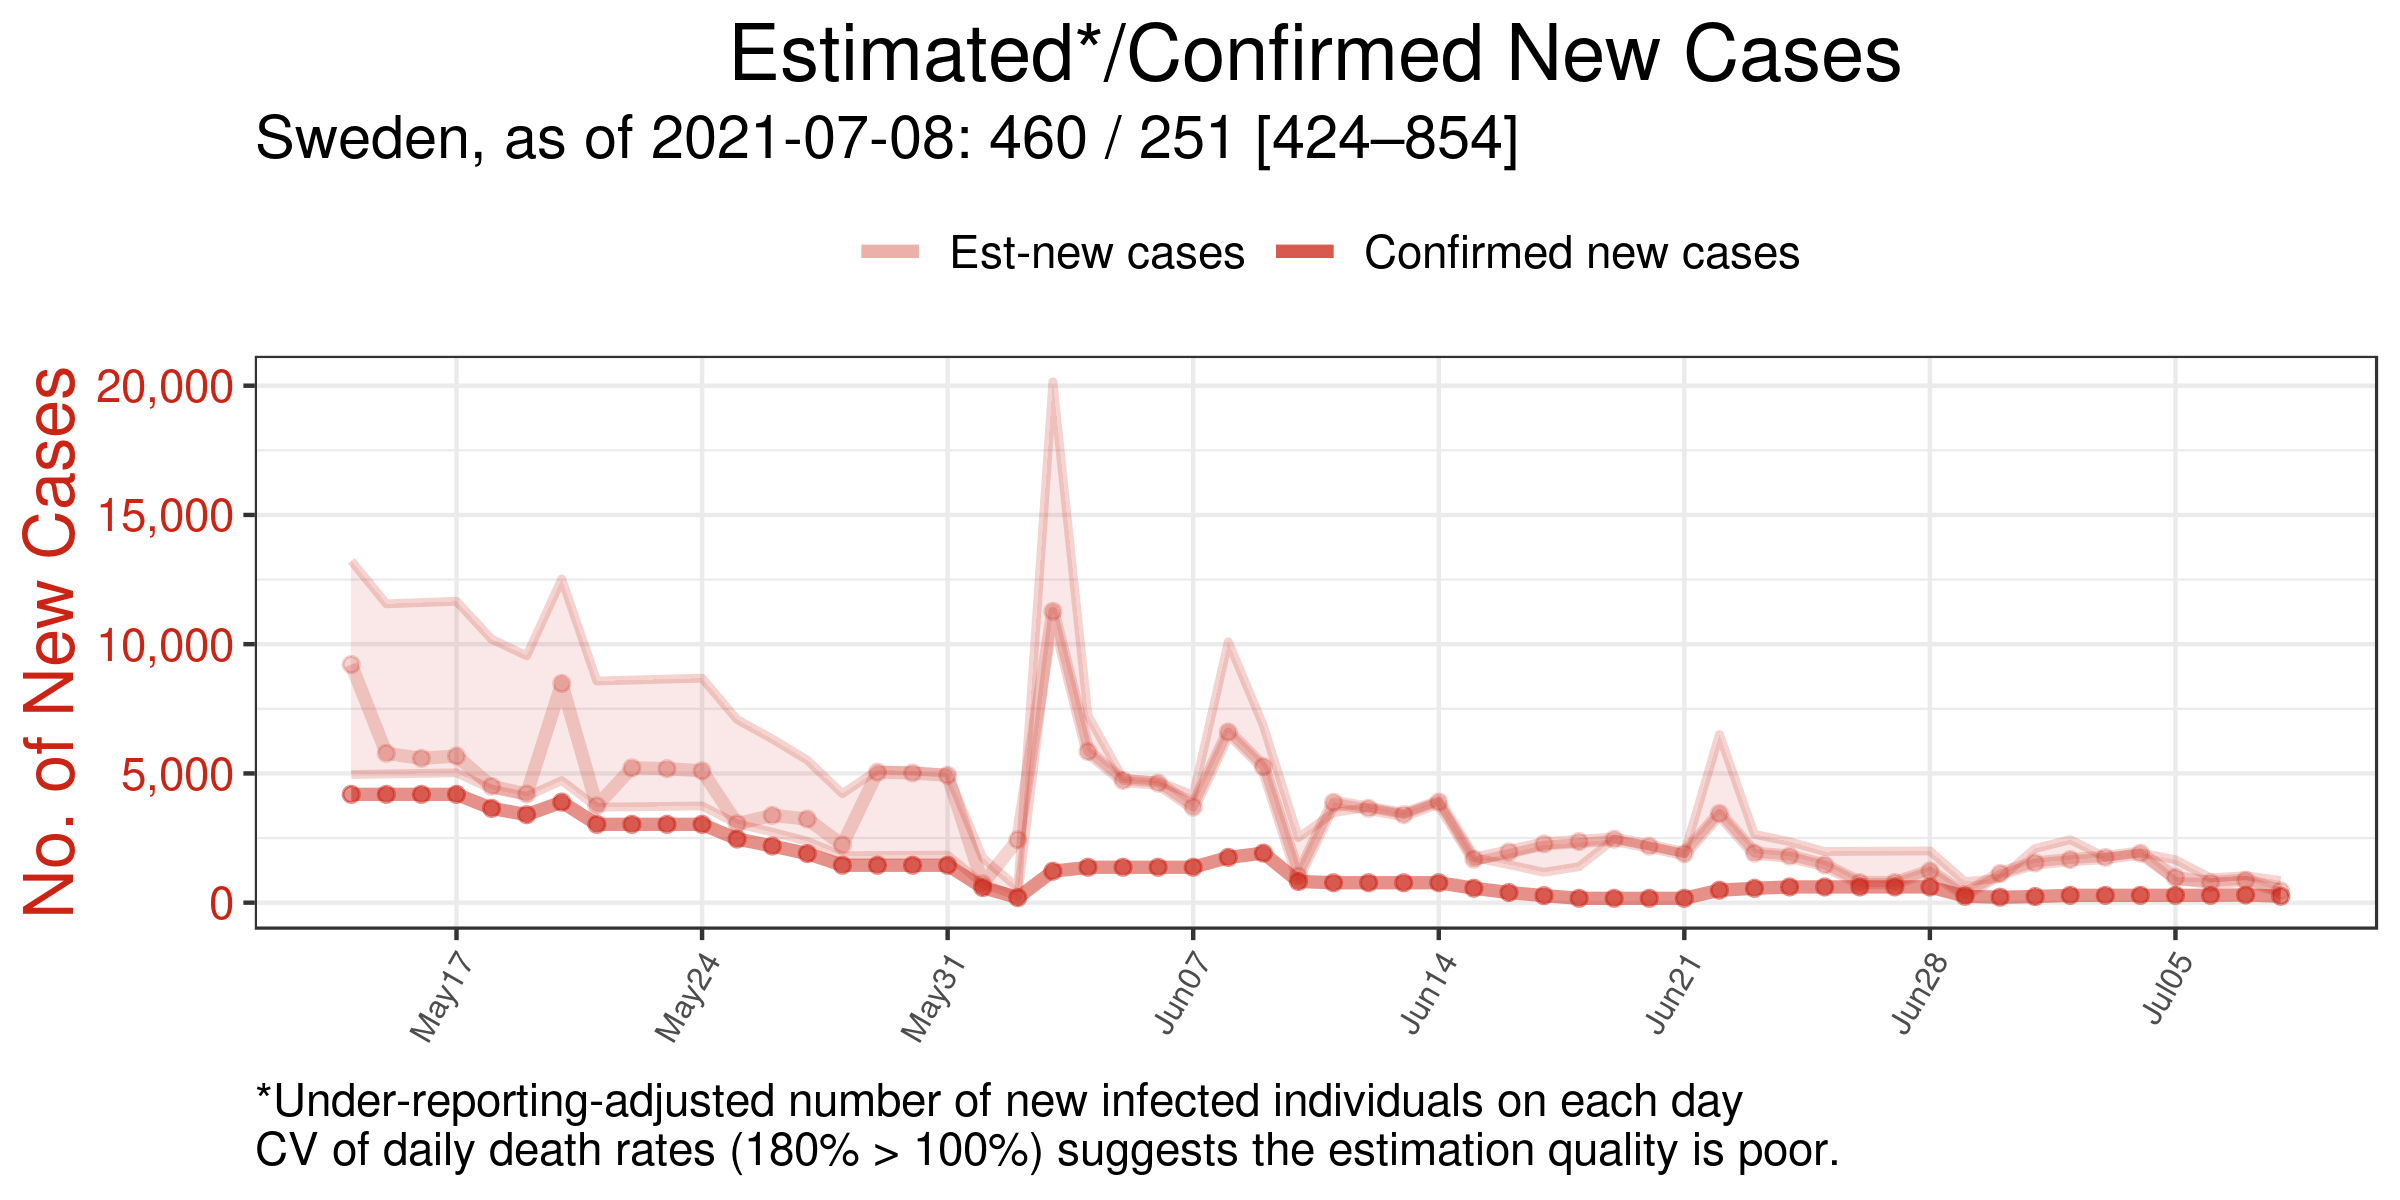 Estimated*/Confirmed New Cases
Sweden, as of 2021-07-08: 460 / 251 [424–854]
Est-new cases Confirmed new cases
No. of New Cases
20,000
15,000
10,000
5,000
0
May17 May24 May31 Jun07 Jun14 Jun21 Jun28 Jul05
*Under-reporting-adjusted number of new infected individuals on each day
CV of daily death rates (180% > 100%) suggests the estimation quality is poor.